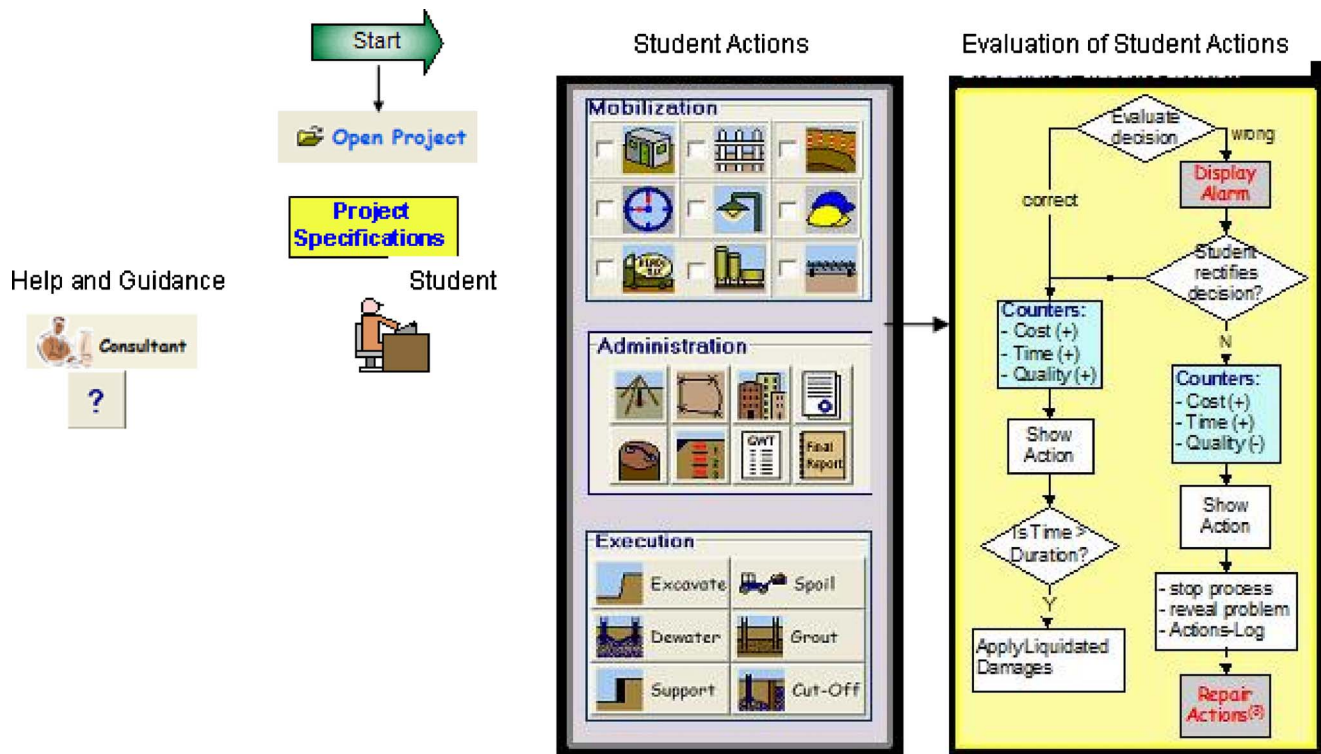 Start
Open Project
Project
Specifications
Help and Guidance
Student
Consultant
?
Student Actions
Mobilization
Administration
GWT
Final
Report
Execution
Excavate
Spoil
Dewater
Grout
Support
Cut-Off
Evaluation of Student Actions
Evaluate
decision
wrong
correct
Display
Alarm
Student
rectifies
decision?
Counters:
- Cost (+)
- Time (+)
- Quality (+)
N
Counters:
- Cost (+)
- Time (+)
- Quality (-)
Show
Action
Show
Action
Is Time >
Duration?
Y
- stop process
- reveal problem
- Actions-Log
Apply Liquidated
Damages
Repair
Actions